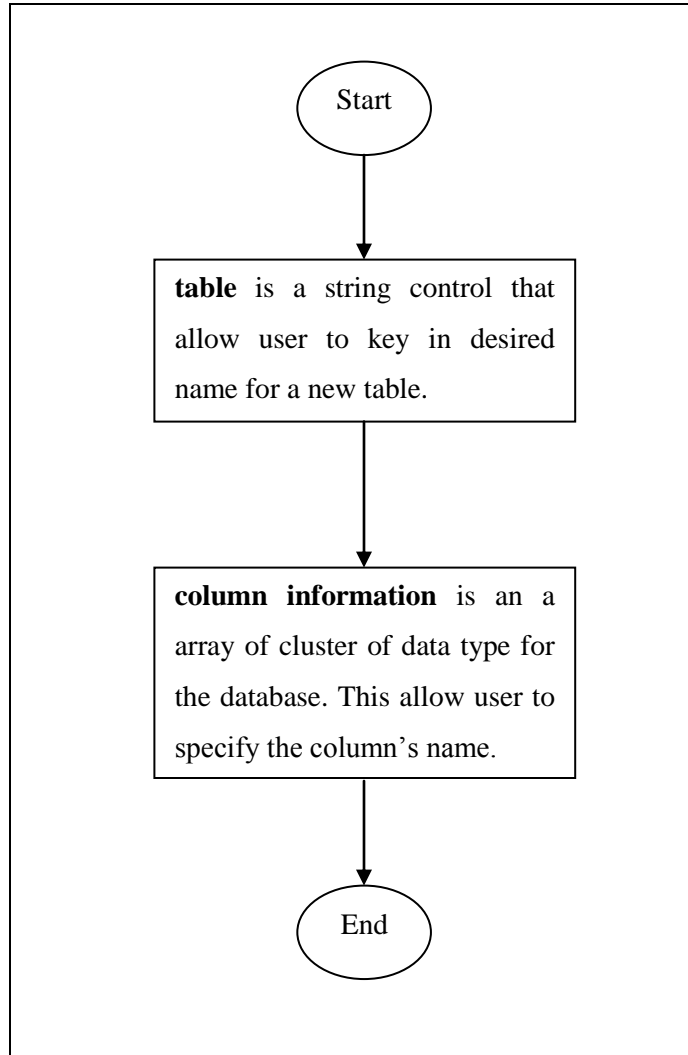 Start
table is a string control that
allow user to key in desired
name for a new table.
column information is an a
array of cluster of data type for
the database. This allow user to
specify the column’s name.
End